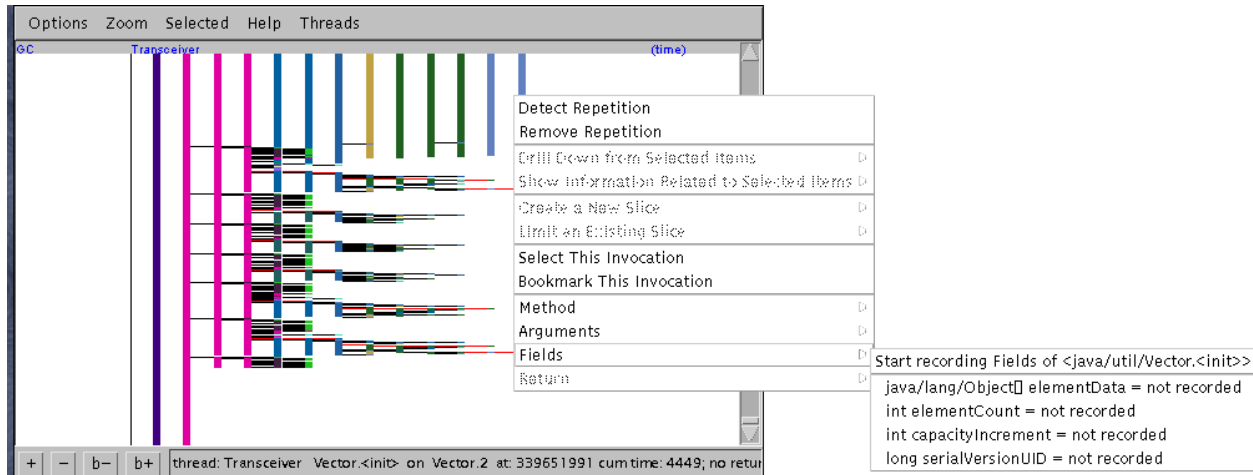 Options Zoom Selected Help Threads
GC Transceiver (time)
Detect Repetition
Remove Repetition
Drill Down from Selected Items
Show Information Related to Selected Items
Create a New Slice
Limit an Existing Slice
Select This Invocation
Bookmark This Invocation
Method
Arguments
Fields
Return
Start recording Fields of <java/util/Vector.<init>>
java/lang/Object[] elementData = not recorded
int elementCount = not recorded
int capacityIncrement = not recorded
long serialVersionUID = not recorded
+ − b− b+ thread: Transceiver Vector.<init> on Vector.2 at: 339651991 cum time: 4449; no retur